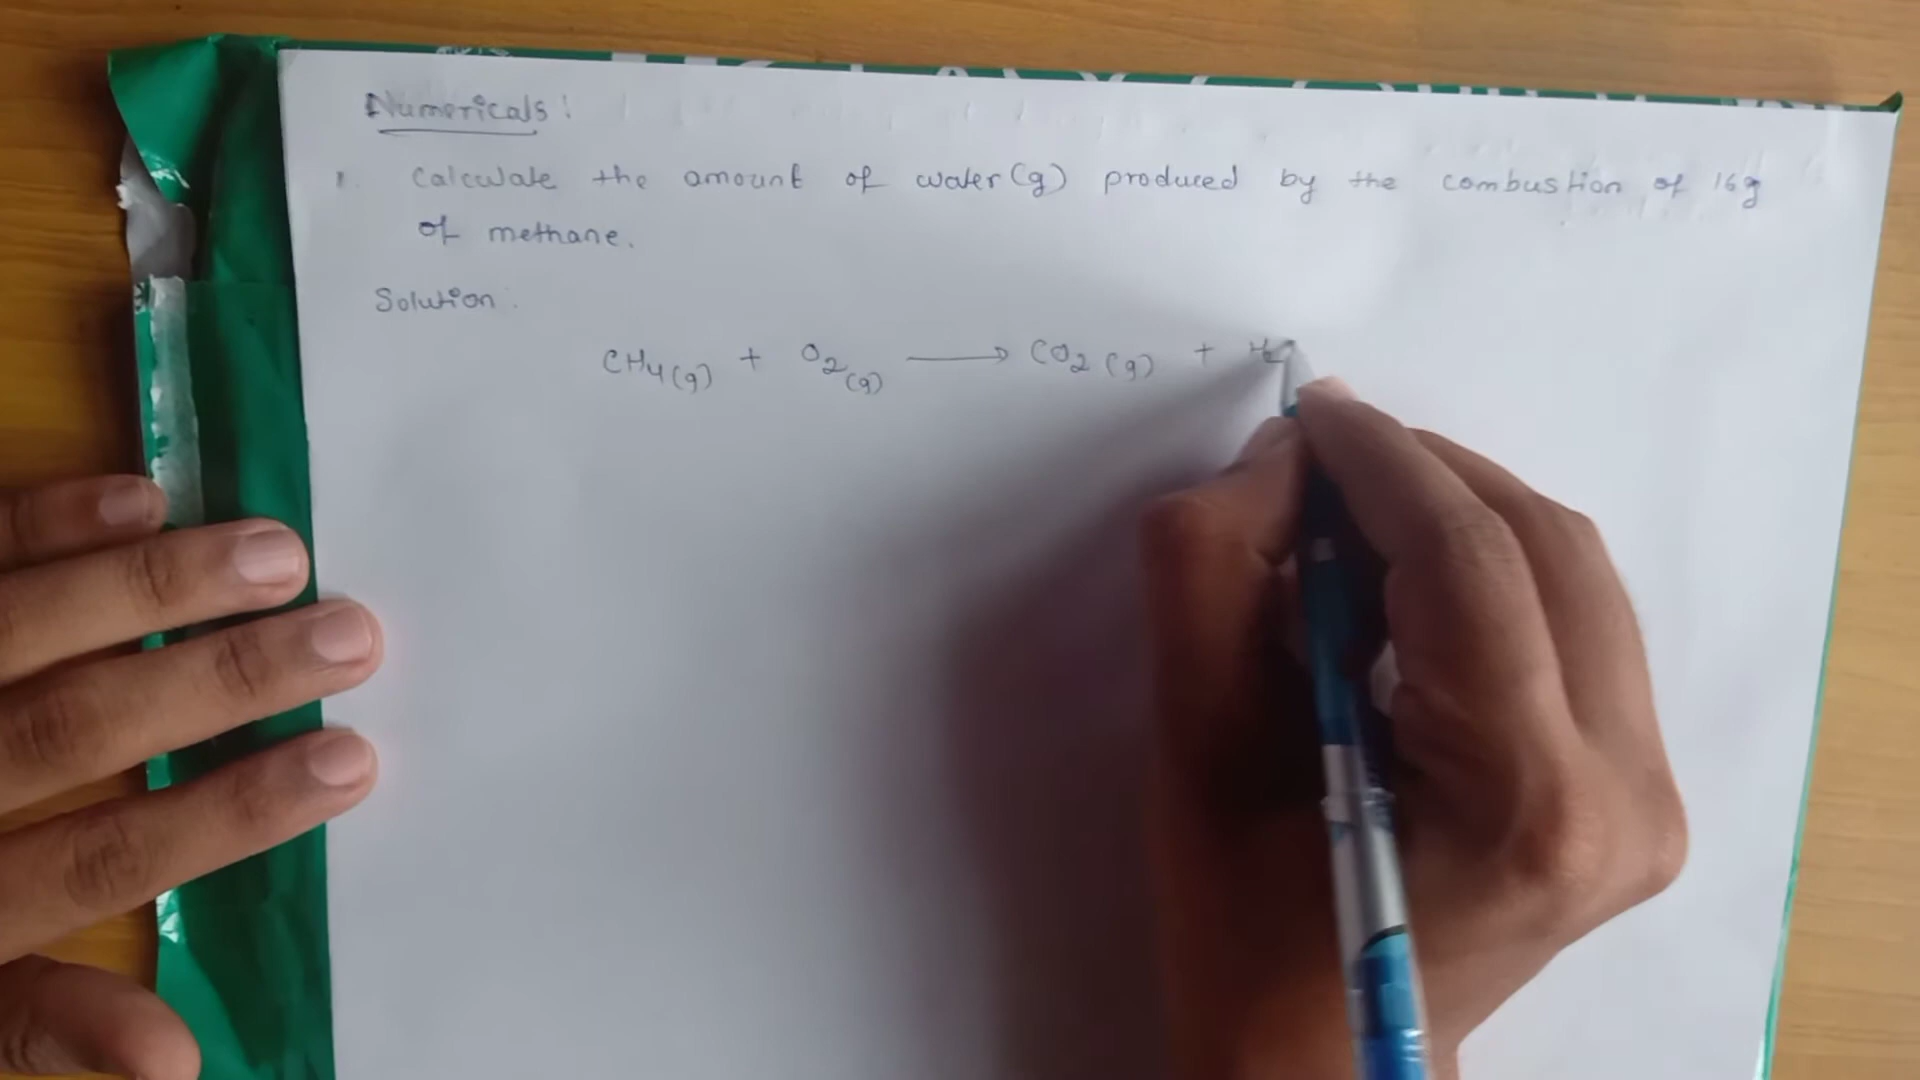 Numericals:
1. Calculate the amount of water (g) produced by the combustion of 16g
of methane.
Solution:
CH4(g) + O2(g) → CO2(g) + H2